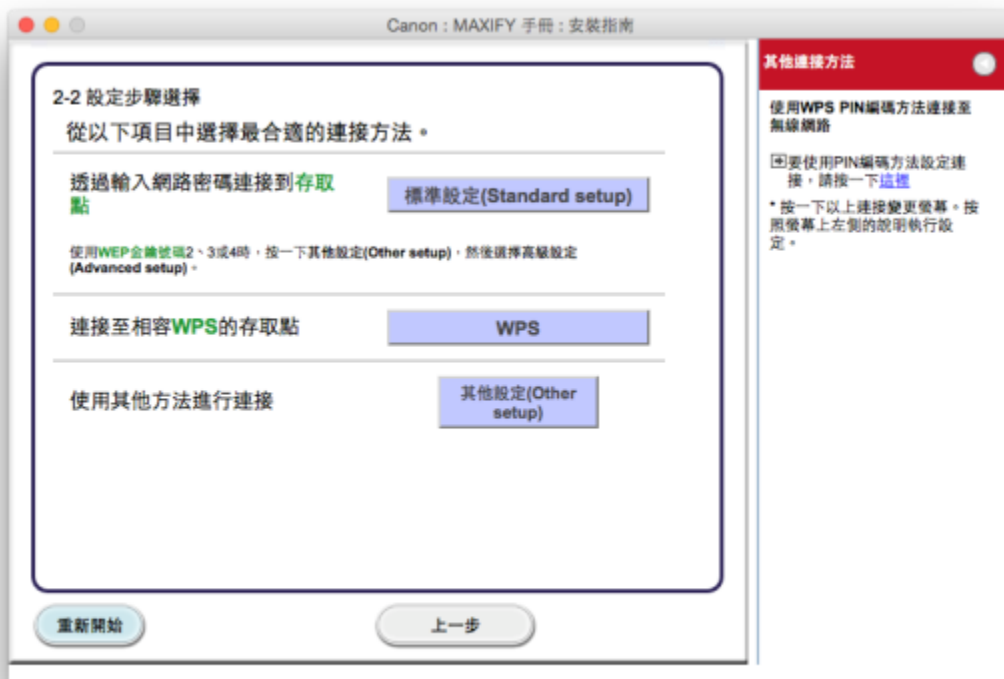 Canon : MAXIFY 手冊 : 安裝指南
2-2 設定步驟選擇
從以下項目中選擇最合適的連接方法。
透過輸入網路密碼連接到存取
點
標準設定(Standard setup)
使用WEP金鑰號碼2、3或4時，按一下其他設定(Other setup)，然後選擇高級設定
(Advanced setup)。
連接至相容WPS的存取點
WPS
使用其他方法進行連接
其他設定(Other
setup)
重新開始
上一步
其他連接方法
使用WPS PIN編碼方法連接至
無線網路
要使用PIN編碼方法設定連
接，請按一下這裡
* 按一下以上連接變更螢幕。按
照螢幕上左側的說明執行設
定。